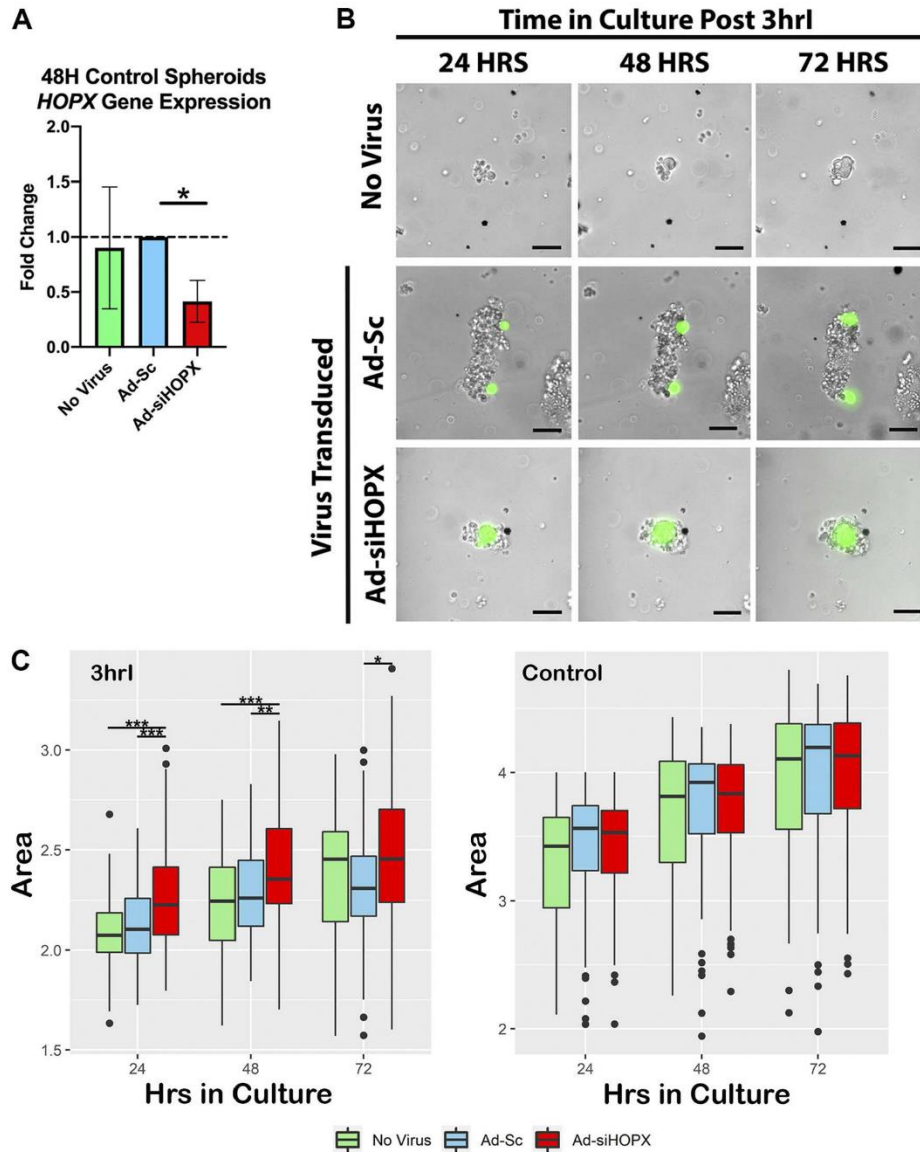 A
48H Control Spheroids
HOPX Gene Expression
Fold Change
2.0
1.5
1.0
0.5
0.0
*
No Virus
Ad-Sc
Ad-siHOPX
B
Time in Culture Post 3hrI
24 HRS
48 HRS
72 HRS
No Virus
Virus Transduced
Ad-Sc
Ad-siHOPX
C
3hrI
Area
3.0
2.5
2.0
1.5
***
***
***
**
*
24
48
72
Hrs in Culture
Control
Area
4
3
2
24
48
72
Hrs in Culture
No Virus
Ad-Sc
Ad-siHOPX